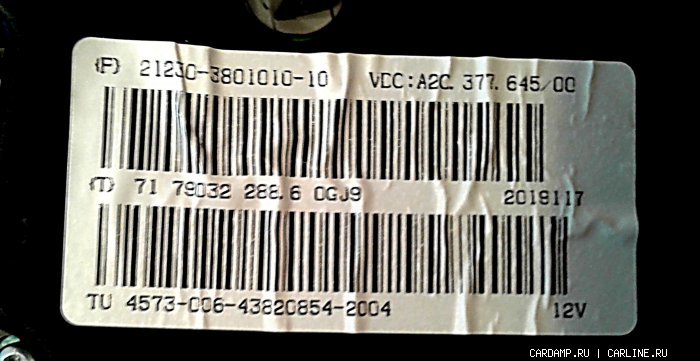 (P) 21230-3801010-10 VDC:A2C. 377. 645/00
(T) 71 79032 288.6 0GJ9 2018117
TU 4573-006-43820854-2004 12V
CARDAMP.RU | CARLINE.RU